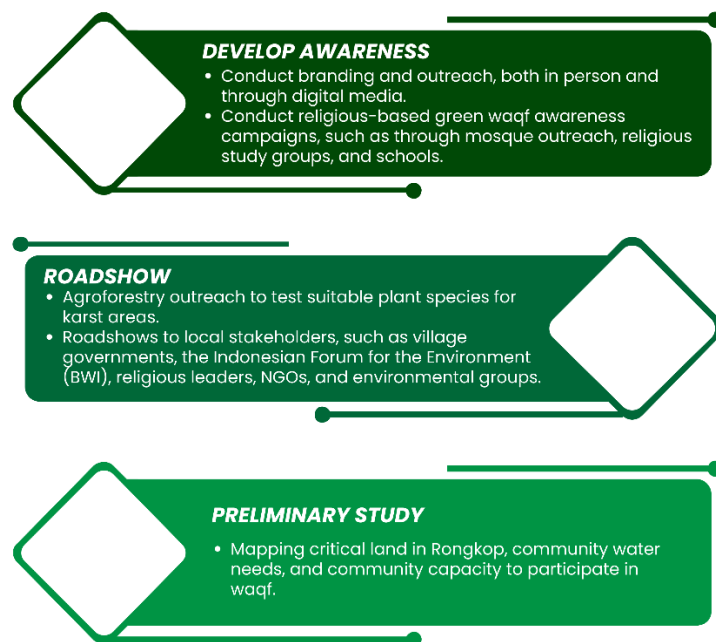 DEVELOP AWARENESS
• Conduct branding and outreach, both in person and
through digital media.
• Conduct religious-based green waqf awareness
campaigns, such as through mosque outreach, religious
study groups, and schools.
ROADSHOW
• Agroforestry outreach to test suitable plant species for
karst areas.
• Roadshows to local stakeholders, such as village
governments, the Indonesian Forum for the Environment
(BWI), religious leaders, NGOs, and environmental groups.
PRELIMINARY STUDY
• Mapping critical land in Rongkop, community water
needs, and community capacity to participate in
waqf.